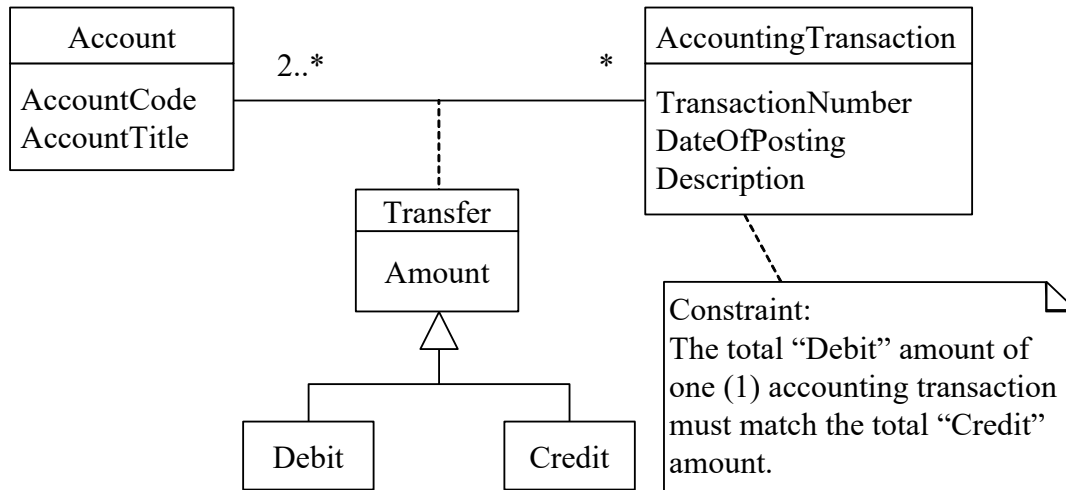 Account
AccountCode
AccountTitle
2..*
*
AccountingTransaction
TransactionNumber
DateOfPosting
Description
Transfer
Amount
Debit
Credit
Constraint:
The total “Debit” amount of
one (1) accounting transaction
must match the total “Credit”
amount.